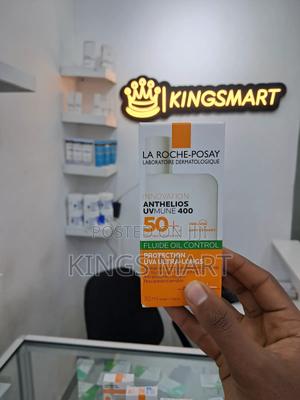 KINGSMART
LA ROCHE-POSAY
LABORATOIRE DERMATOLOGIQUE
INNOVATION
ANTHELIOS
UVMUNE 400
50+
POSTED ON
FLUIDE OIL CONTROL
KINGS MART
PROTECTION
UVA ULTRA-LONGS